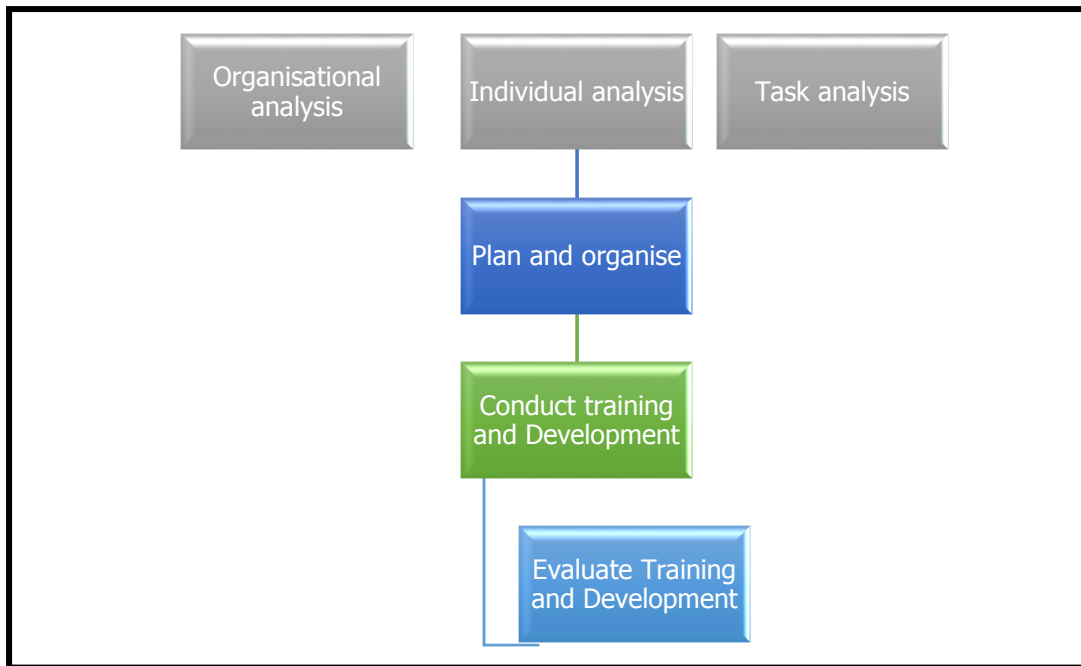 Organisational
analysis
Individual analysis
Task analysis
Plan and organise
Conduct training
and Development
Evaluate Training
and Development